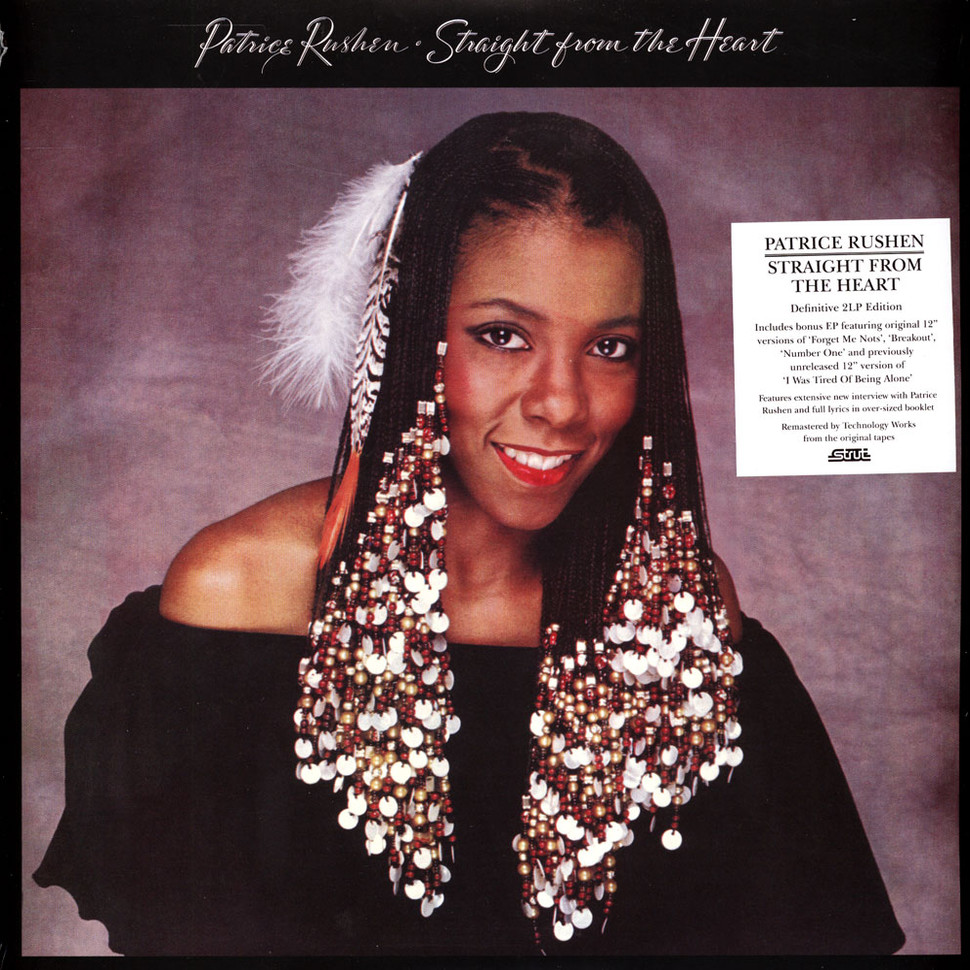 Patrice Rushen · Straight from the Heart
PATRICE RUSHEN
STRAIGHT FROM
THE HEART
Definitive 2LP Edition
Includes bonus EP featuring original 12”
versions of ‘Forget Me Nots’, ‘Breakout’,
‘Number One’ and previously
unreleased 12” version of
‘I Was Tired Of Being Alone’
Features extensive new interview with Patrice
Rushen and full lyrics in over-sized booklet
Remastered by Technology Works
from the original tapes
strut